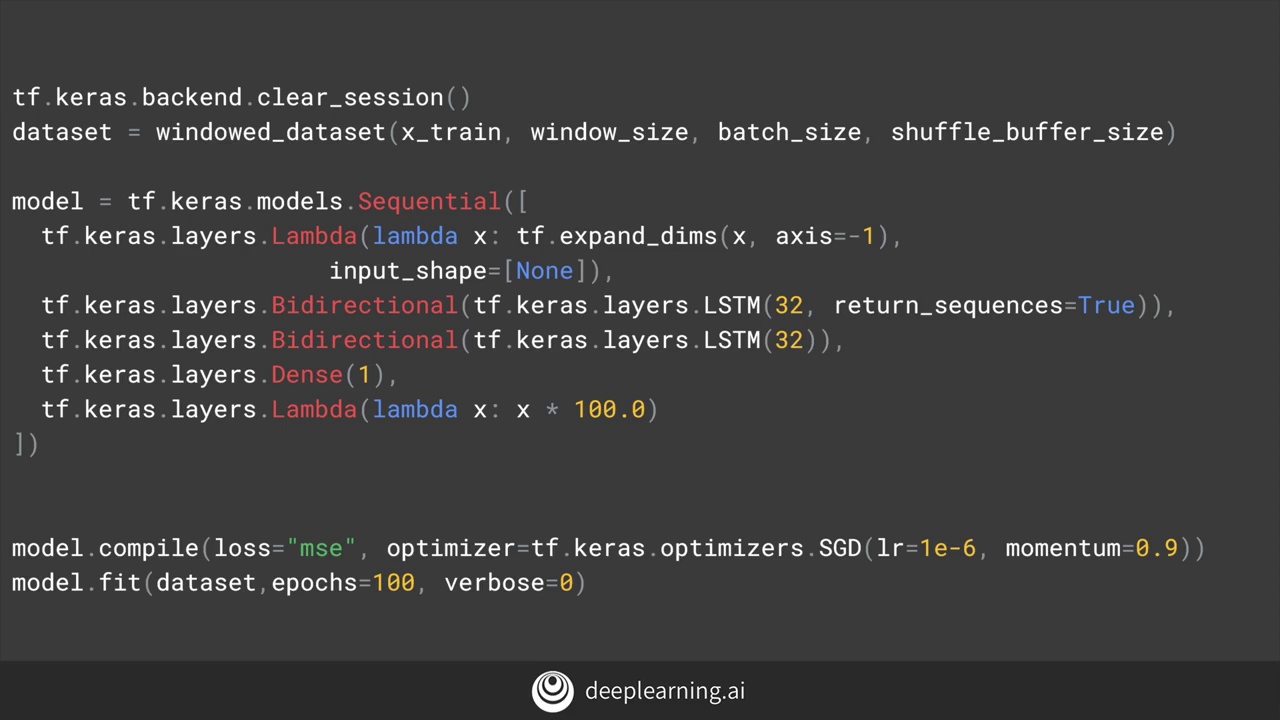 tf.keras.backend.clear_session()
dataset = windowed_dataset(x_train, window_size, batch_size, shuffle_buffer_size)
model = tf.keras.models.Sequential([
  tf.keras.layers.Lambda(lambda x: tf.expand_dims(x, axis=-1),
                      input_shape=[None]),
  tf.keras.layers.Bidirectional(tf.keras.layers.LSTM(32, return_sequences=True)),
  tf.keras.layers.Bidirectional(tf.keras.layers.LSTM(32)),
  tf.keras.layers.Dense(1),
  tf.keras.layers.Lambda(lambda x: x * 100.0)
])
model.compile(loss="mse", optimizer=tf.keras.optimizers.SGD(lr=1e-6, momentum=0.9))
model.fit(dataset,epochs=100, verbose=0)
deeplearning.ai